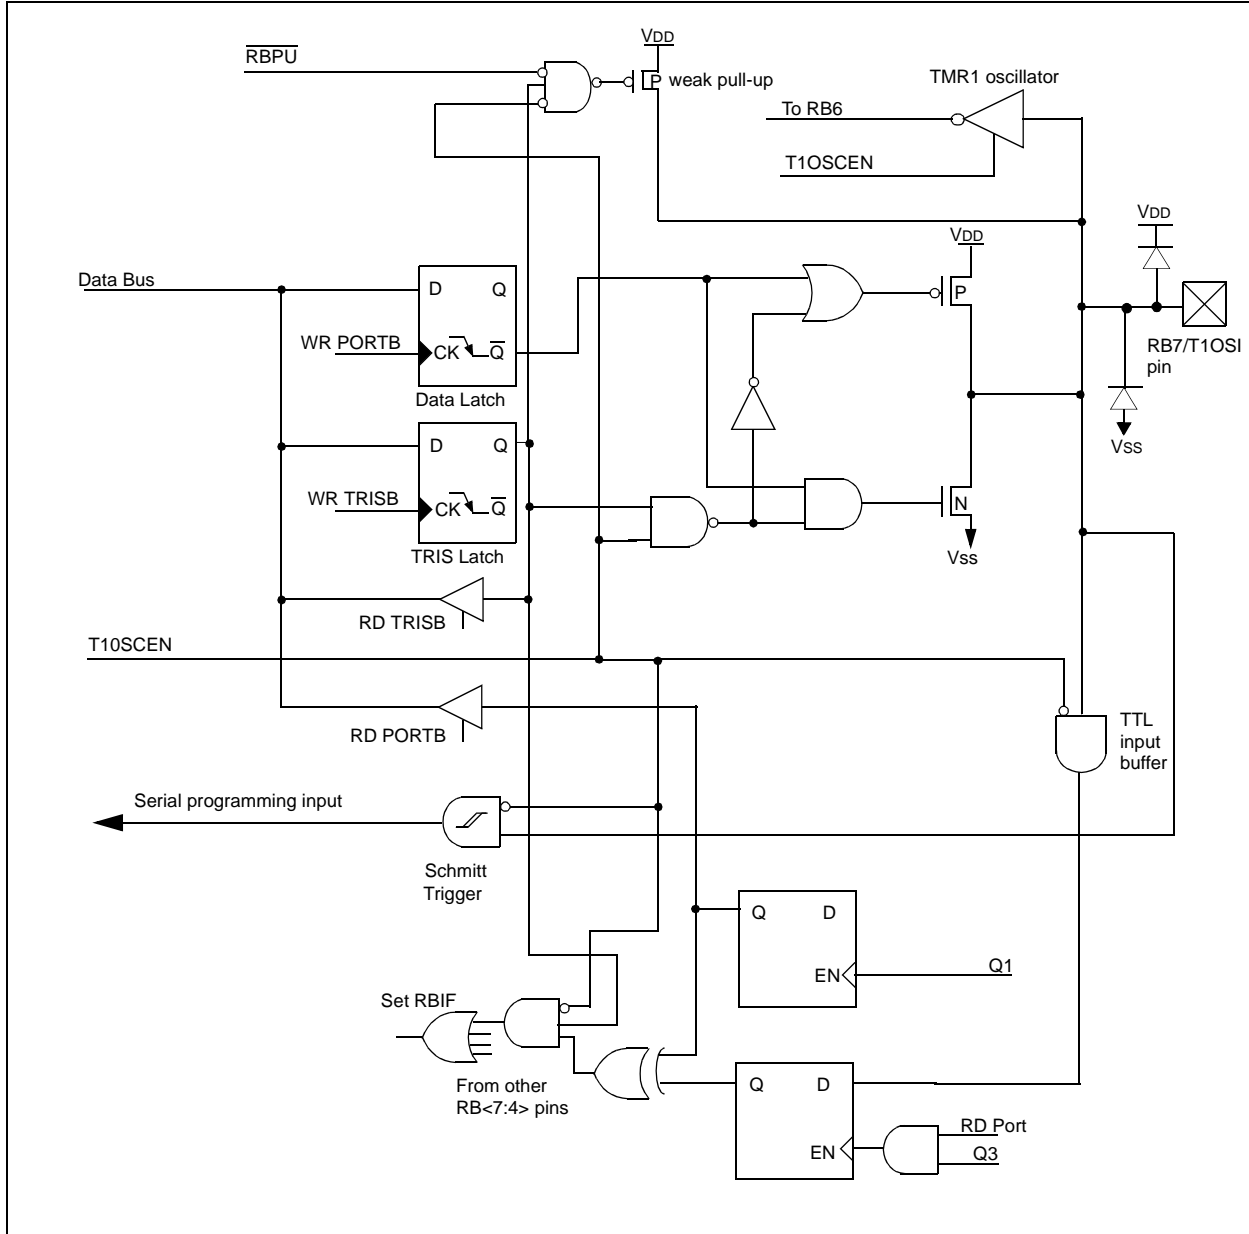 VDD
RBPU
P weak pull-up
TMR1 oscillator
To RB6
T1OSCEN
VDD
VDD
Data Bus
D Q
P
WR PORTB
CK Q
RB7/T1OSI
pin
Data Latch
VSS
D Q
WR TRISB
CK Q
N
TRIS Latch
VSS
RD TRISB
T10SCEN
RD PORTB
TTL
input
buffer
Serial programming input
Schmitt
Trigger
Q D
EN
Q1
Set RBIF
From other
RB<7:4> pins
Q D
RD Port
EN
Q3